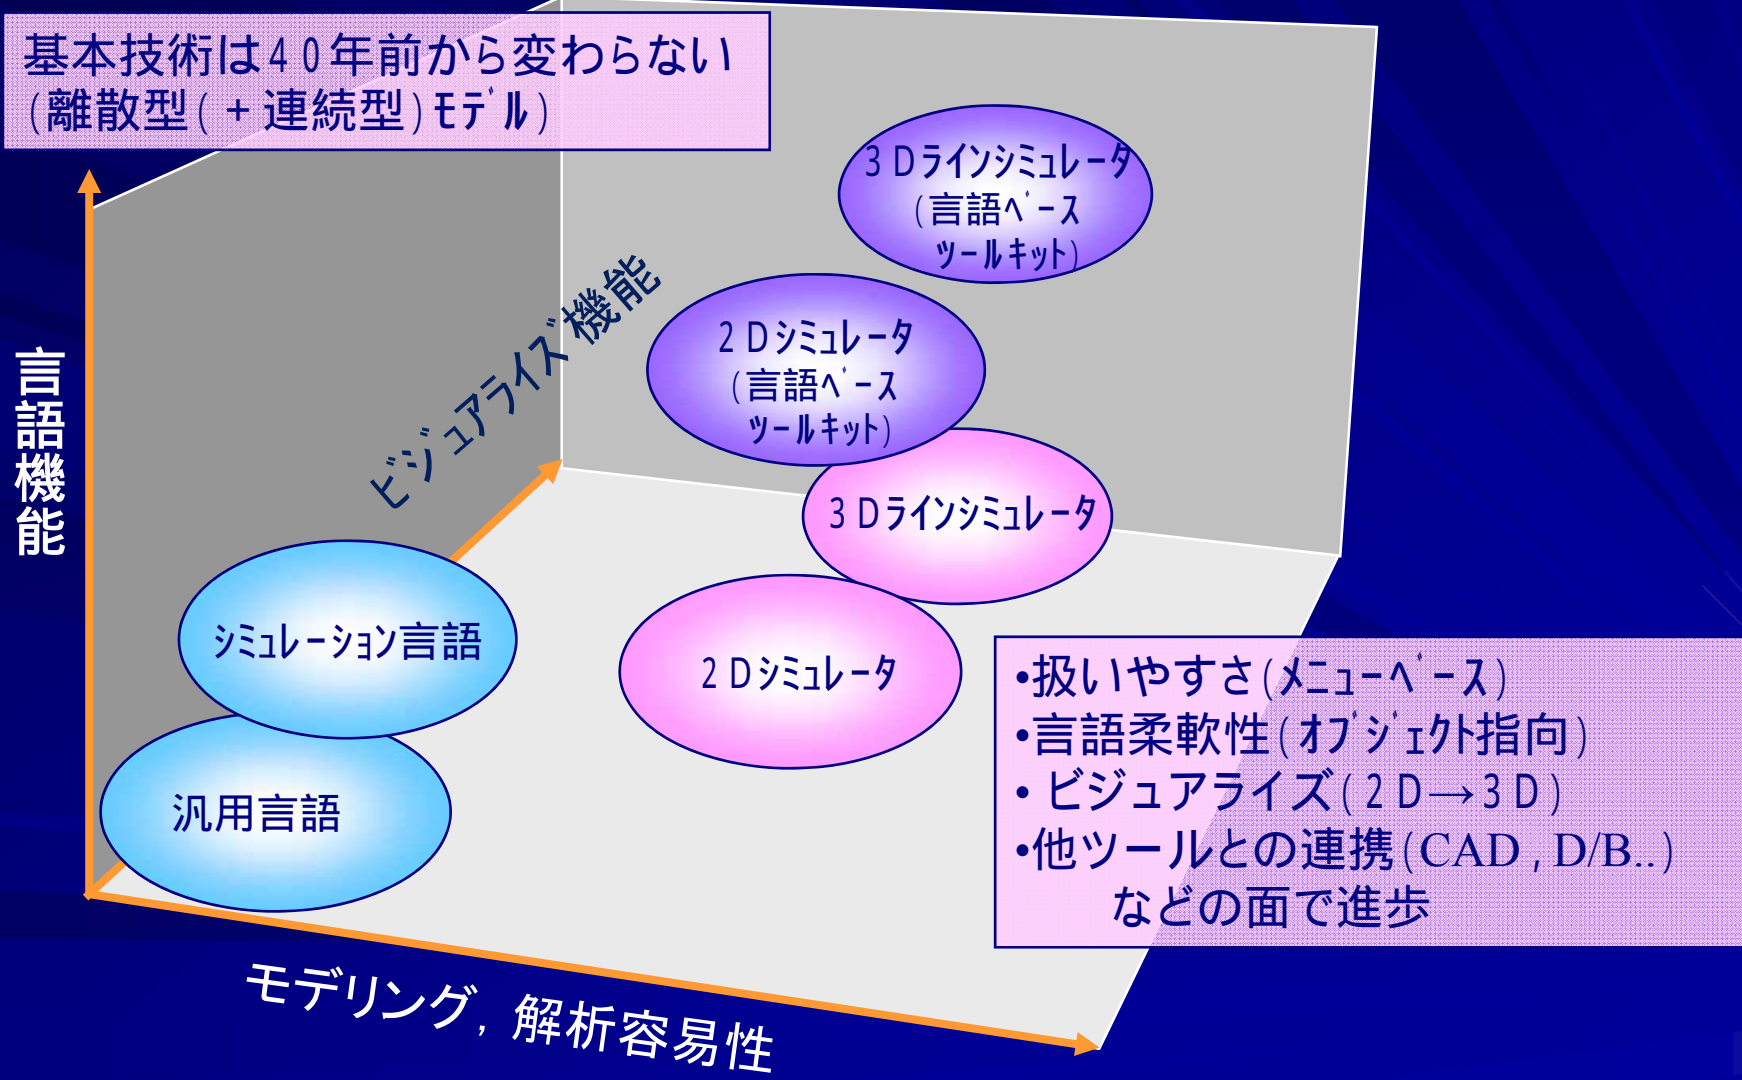 基本技術は40年前から変わらない
(離散型(+連続型)ﾓﾃﾞﾙ)
3Dﾗｲﾝｼﾐｭﾚｰﾀ
(言語ﾍﾞｰｽ
ﾂｰﾙｷｯﾄ)
ビジュアライズ機能
2Dｼﾐｭﾚｰﾀ
(言語ﾍﾞｰｽ
ﾂｰﾙｷｯﾄ)
言語機能
3Dﾗｲﾝｼﾐｭﾚｰﾀ
ｼﾐｭﾚｰｼｮﾝ言語
2Dｼﾐｭﾚｰﾀ
汎用言語
•扱いやすさ(ﾒﾆｭｰﾍﾞｰｽ)
•言語柔軟性(ｵﾌﾞｼﾞｪｸﾄ指向)
• ビジュアライズ(2D→3D)
•他ツールとの連携(CAD,D/B..)
などの面で進歩
モデリング,解析容易性